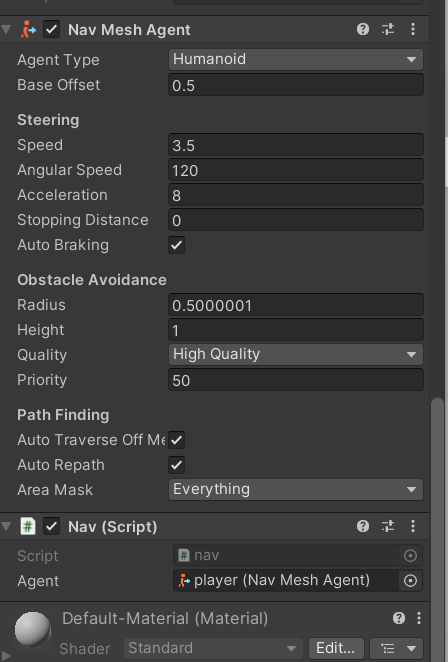 Nav Mesh Agent
Agent Type Humanoid
Base Offset 0.5
Steering
Speed 3.5
Angular Speed 120
Acceleration 8
Stopping Distance 0
Auto Braking
Obstacle Avoidance
Radius 0.5000001
Height 1
Quality High Quality
Priority 50
Path Finding
Auto Traverse Off Me
Auto Repath
Area Mask Everything
# Nav (Script)
Script # nav
Agent player (Nav Mesh Agent)
Default-Material (Material)
Shader Standard Edit...